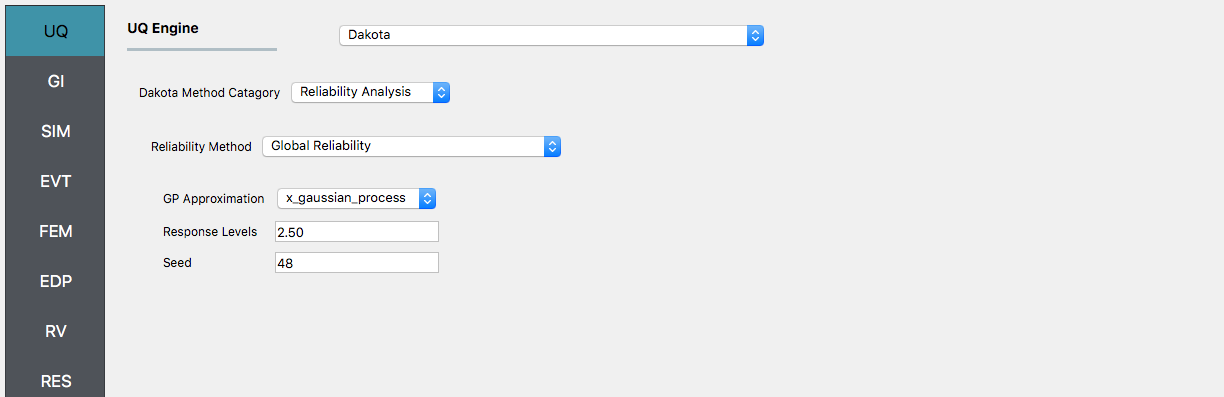 UQ
GI
SIM
EVT
FEM
EDP
RV
RES
UQ Engine Dakota
Dakota Method Catagory Reliability Analysis
Reliability Method Global Reliability
GP Approximation x_gaussian_process
Response Levels 2.50
Seed 48